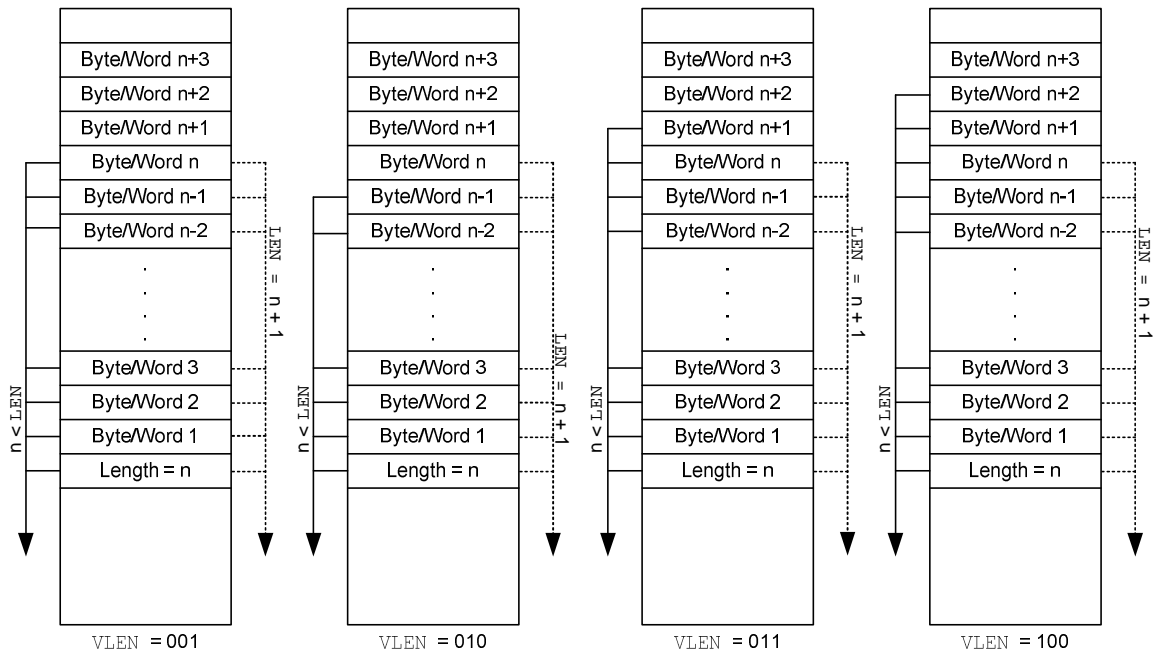 Byte/Word n+3
Byte/Word n+2
Byte/Word n+1
Byte/Word n
Byte/Word n-1
Byte/Word n-2
Byte/Word 3
Byte/Word 2
Byte/Word 1
Length = n
LEN > n
LEN = n + 1
VLEN = 001
Byte/Word n+3
Byte/Word n+2
Byte/Word n+1
Byte/Word n
Byte/Word n-1
Byte/Word n-2
Byte/Word 3
Byte/Word 2
Byte/Word 1
Length = n
LEN > n
LEN = n + 1
VLEN = 010
Byte/Word n+3
Byte/Word n+2
Byte/Word n+1
Byte/Word n
Byte/Word n-1
Byte/Word n-2
Byte/Word 3
Byte/Word 2
Byte/Word 1
Length = n
LEN > n
LEN = n + 1
VLEN = 011
Byte/Word n+3
Byte/Word n+2
Byte/Word n+1
Byte/Word n
Byte/Word n-1
Byte/Word n-2
Byte/Word 3
Byte/Word 2
Byte/Word 1
Length = n
LEN > n
LEN = n + 1
VLEN = 100